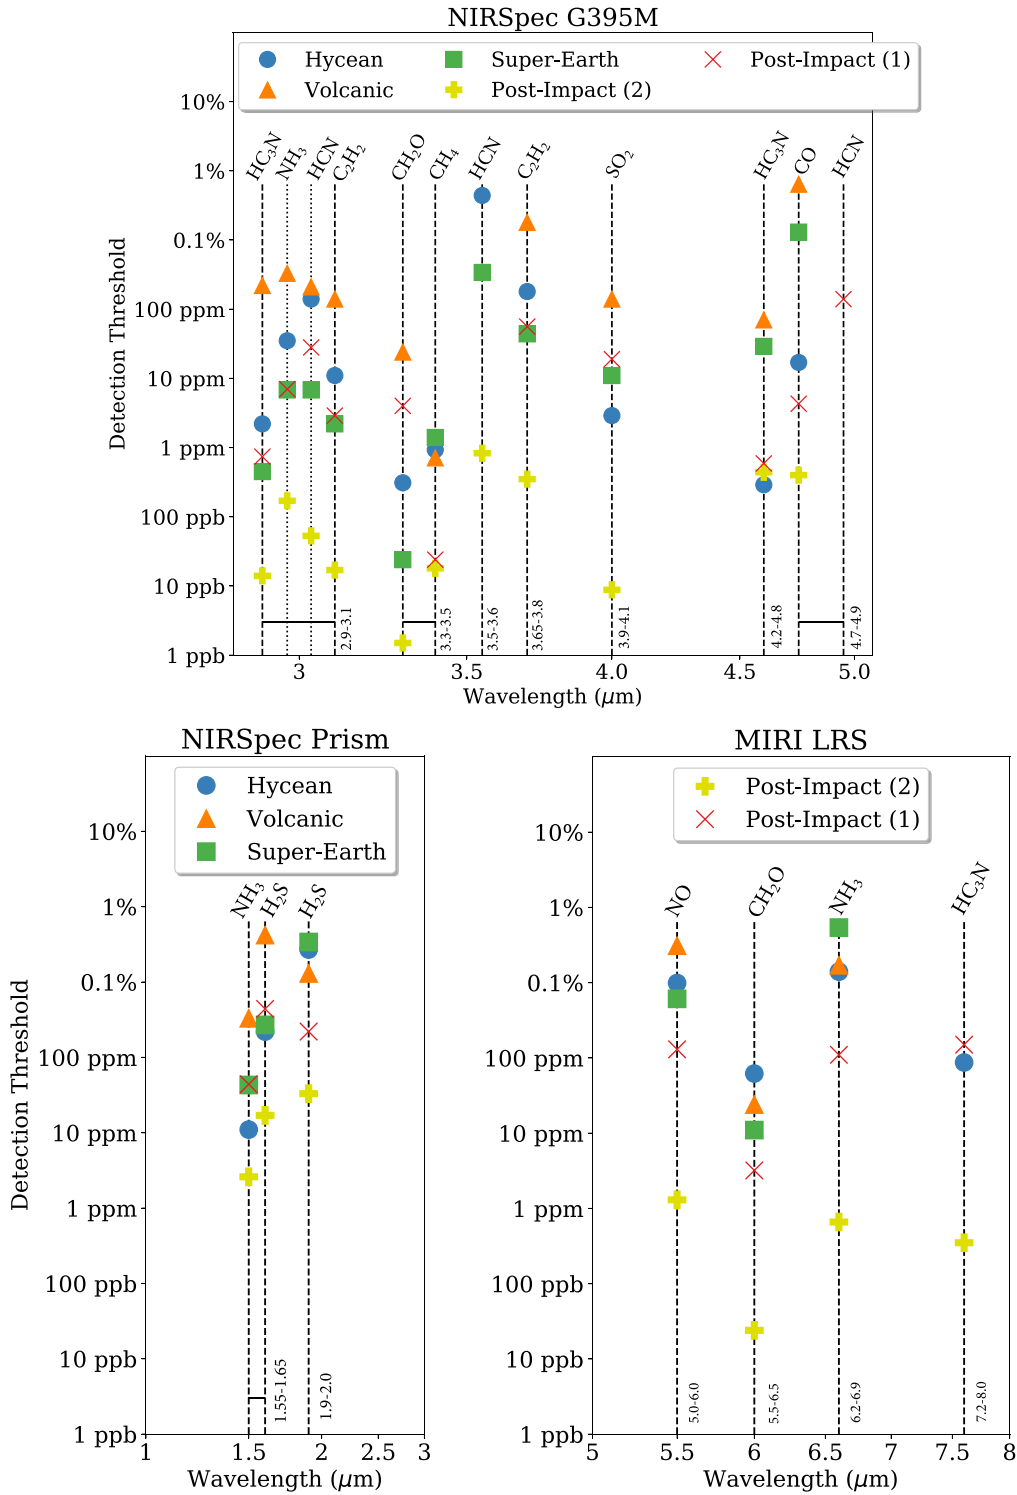 NIRSpec G395M
Hycean
Super-Earth
Post-Impact (1)
Volcanic
Post-Impact (2)
Detection Threshold
10%
1%
0.1%
100 ppm
10 ppm
1 ppm
100 ppb
10 ppb
1 ppb
HC₃N
NH₃
HCN
C₂H₂
CH₂O
CH₄
HCN
C₂H₂
SO₂
HC₃N
CO
HCN
2.9-3.1
3.3-3.5
3.5-3.6
3.65-3.8
3.9-4.1
4.2-4.8
4.7-4.9
3
3.5
4.0
4.5
5.0
Wavelength (μm)
NIRSpec Prism
Hycean
Volcanic
Super-Earth
Detection Threshold
10%
1%
0.1%
100 ppm
10 ppm
1 ppm
100 ppb
10 ppb
1 ppb
NH₃
H₂S
H₂S
1.55-1.65
1.9-2.0
1
1.5
2
2.5
3
Wavelength (μm)
MIRI LRS
Post-Impact (2)
Post-Impact (1)
10%
1%
0.1%
100 ppm
10 ppm
1 ppm
100 ppb
10 ppb
1 ppb
NO
CH₂O
NH₃
HC₃N
5.0-6.0
5.5-6.5
6.2-6.9
7.2-8.0
5
5.5
6
6.5
7
7.5
8
Wavelength (μm)